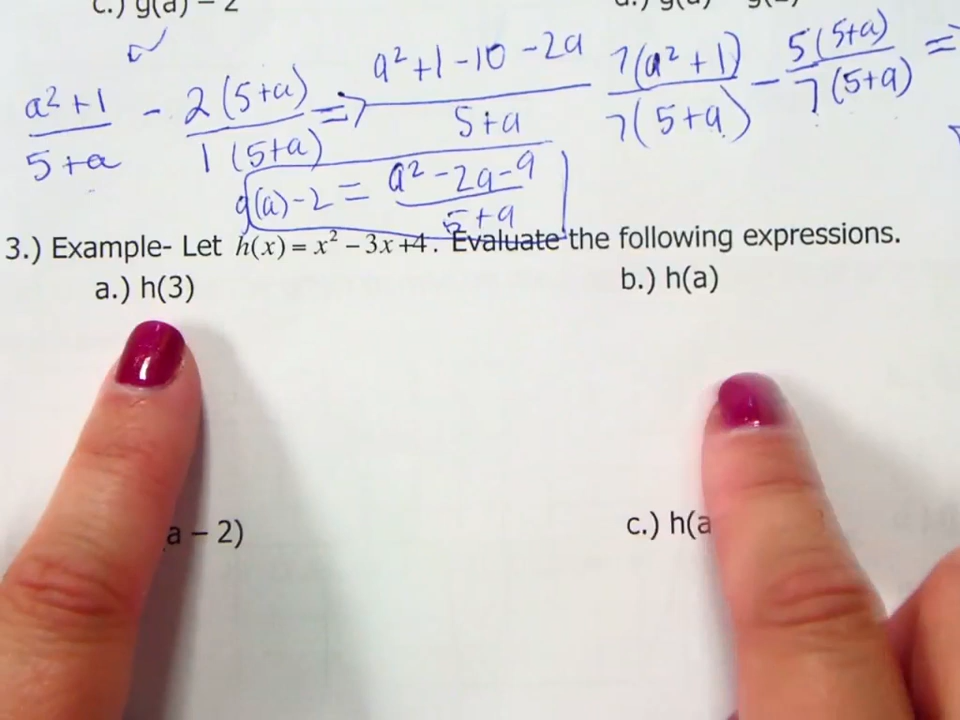 c.) g(a) – 2
a² + 1 / 5 + a - 2 (5+a) / 1 (5+a) => a² + 1 - 10 - 2a / 5 + a
7(a² + 1) / 7(5+a) - 5(5+a) / 7(5+a) =>
g(a) - 2 = a² - 2a - 9 / 5 + a
3.) Example- Let h(x) = x² – 3x + 4. Evaluate the following expressions.
a.) h(3)
b.) h(a)
a – 2)
c.) h(a